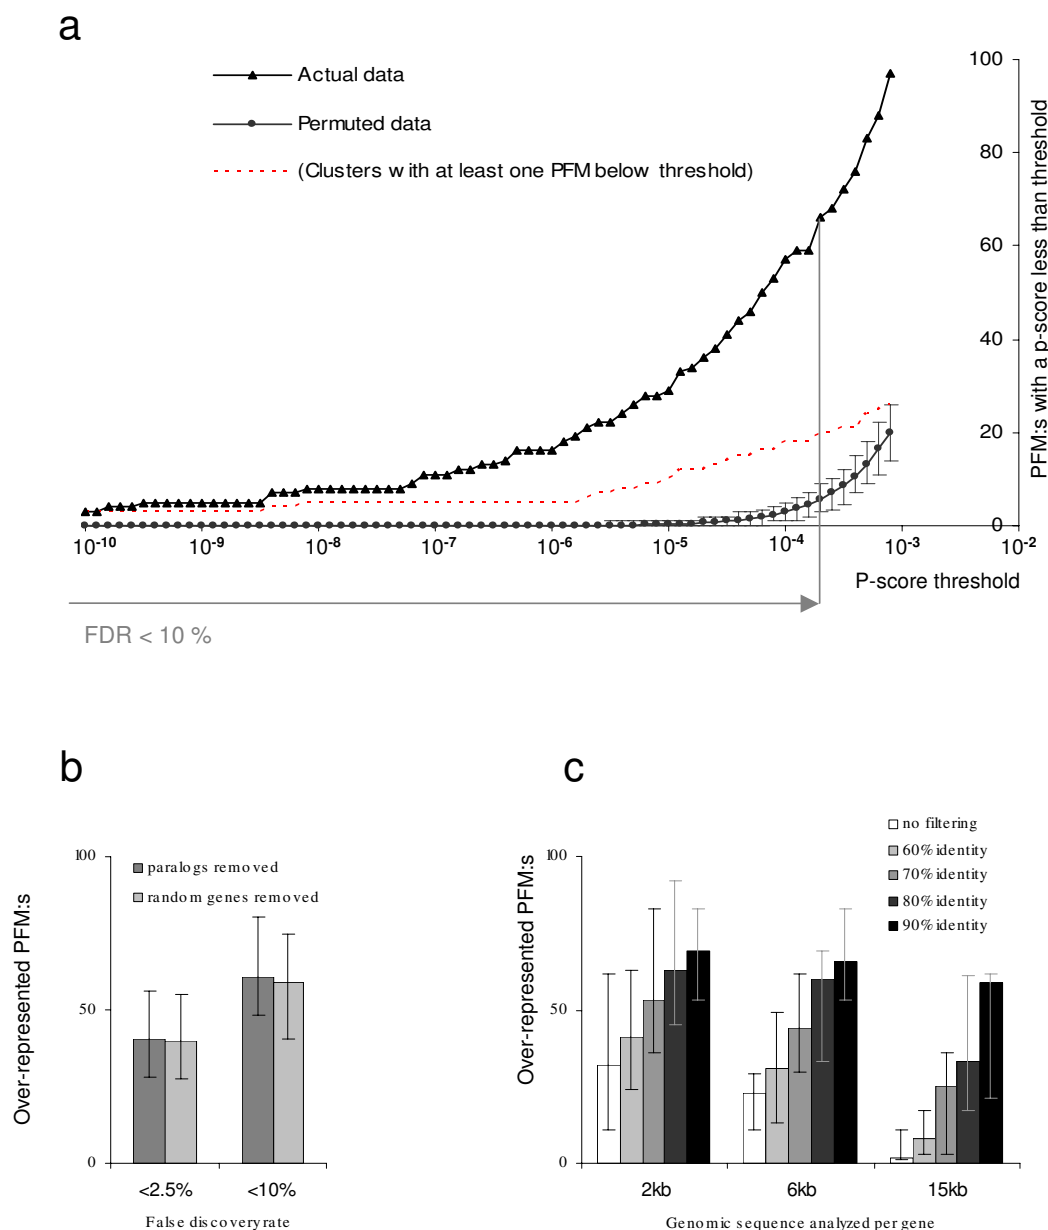 a
Actual data
Permuted data
(Clusters with at least one PFM below threshold)
100
80
60
40
20
0
PFM:s with a p-score less than threshold
10-10
10-9
10-8
10-7
10-6
10-5
10-4
10-3
10-2
P-score threshold
FDR < 10 %
b
100
50
0
Over-represented PFM:s
paralogs removed
random genes removed
<2.5%
<10%
False discovery rate
c
no filtering
60% identity
70% identity
80% identity
90% identity
100
50
0
Over-represented PFM:s
2kb
6kb
15kb
Genomic sequence analyzed per gene